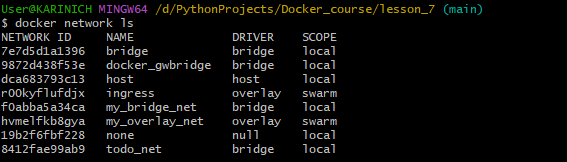 User@KARINICH MINGW64 /d/PythonProjects/Docker_course/lesson_7 (main)
$ docker network ls
NETWORK ID     NAME              DRIVER    SCOPE
7e7d5d1a1396   bridge            bridge    local
9872d438f53e   docker_gwbridge   bridge    local
dca683793c13   host              host      local
r00kyflufdjx   ingress           overlay   swarm
f0abba5a34ca   my_bridge_net     bridge    local
hvmelfkb8gya   my_overlay_net    overlay   swarm
19b2f6fbf228   none              null      local
8412fae99ab9   todo_net          bridge    local